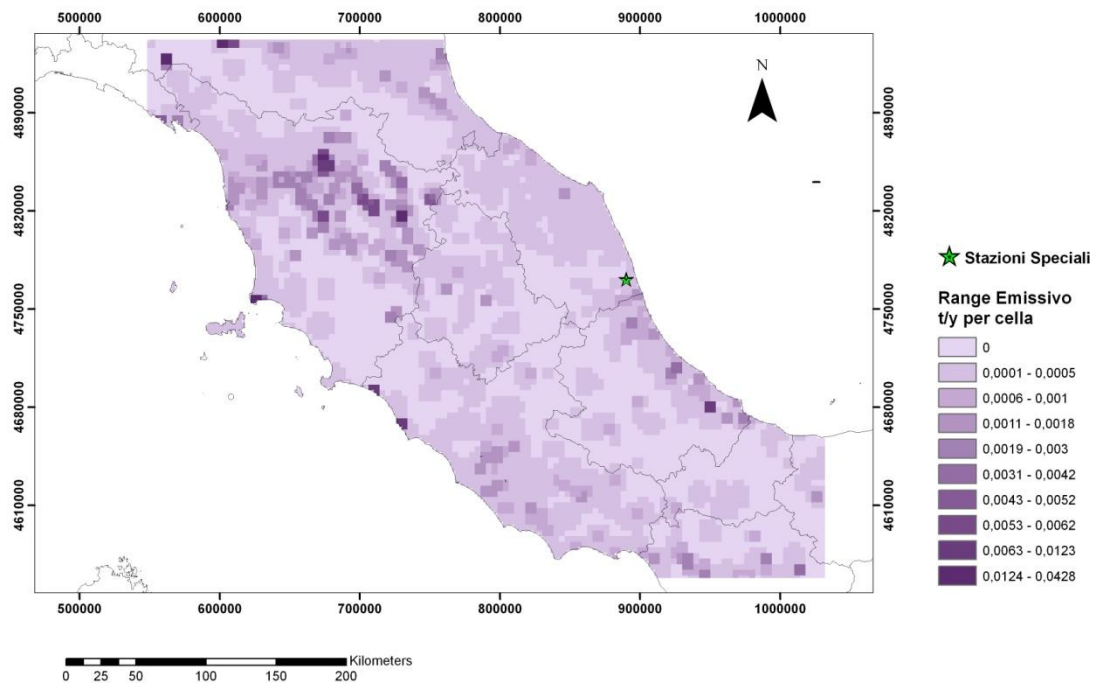 500000 600000 700000 800000 900000 1000000
N
4890000 4890000
4820000 4820000
4750000 4750000
4680000 4680000
4610000 4610000
Stazioni Speciali
Range Emissivo
t/y per cella
0
0,0001 - 0,0005
0,0006 - 0,001
0,0011 - 0,0018
0,0019 - 0,003
0,0031 - 0,0042
0,0043 - 0,0052
0,0053 - 0,0062
0,0063 - 0,0123
0,0124 - 0,0428
500000 600000 700000 800000 900000 1000000
Kilometers
0 25 50 100 150 200